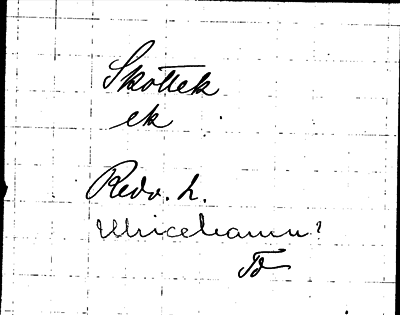 Skottek
ek
Redv. L.
Ulricehamn?